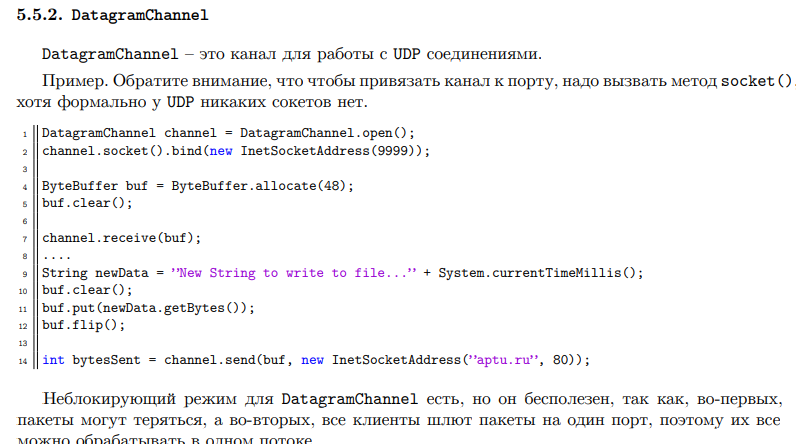 5.5.2. DatagramChannel
DatagramChannel – это канал для работы с UDP соединениями.
Пример. Обратите внимание, что чтобы привязать канал к порту, надо вызвать метод socket().
хотя формально у UDP никаких сокетов нет.
1 DatagramChannel channel = DatagramChannel.open();
2 channel.socket().bind(new InetSocketAddress(9999));
3
4 ByteBuffer buf = ByteBuffer.allocate(48);
5 buf.clear();
6
7 channel.receive(buf);
8 ....
9 String newData = ”New String to write to file...” + System.currentTimeMillis();
10 buf.clear();
11 buf.put(newData.getBytes());
12 buf.flip();
13
14 int bytesSent = channel.send(buf, new InetSocketAddress(”aptu.ru”, 80));
Неблокирующий режим для DatagramChannel есть, но он бесполезен, так как, во-первых,
пакеты могут теряться, а во-вторых, все клиенты шлют пакеты на один порт, поэтому их все
можно обрабатывать в одном потоке